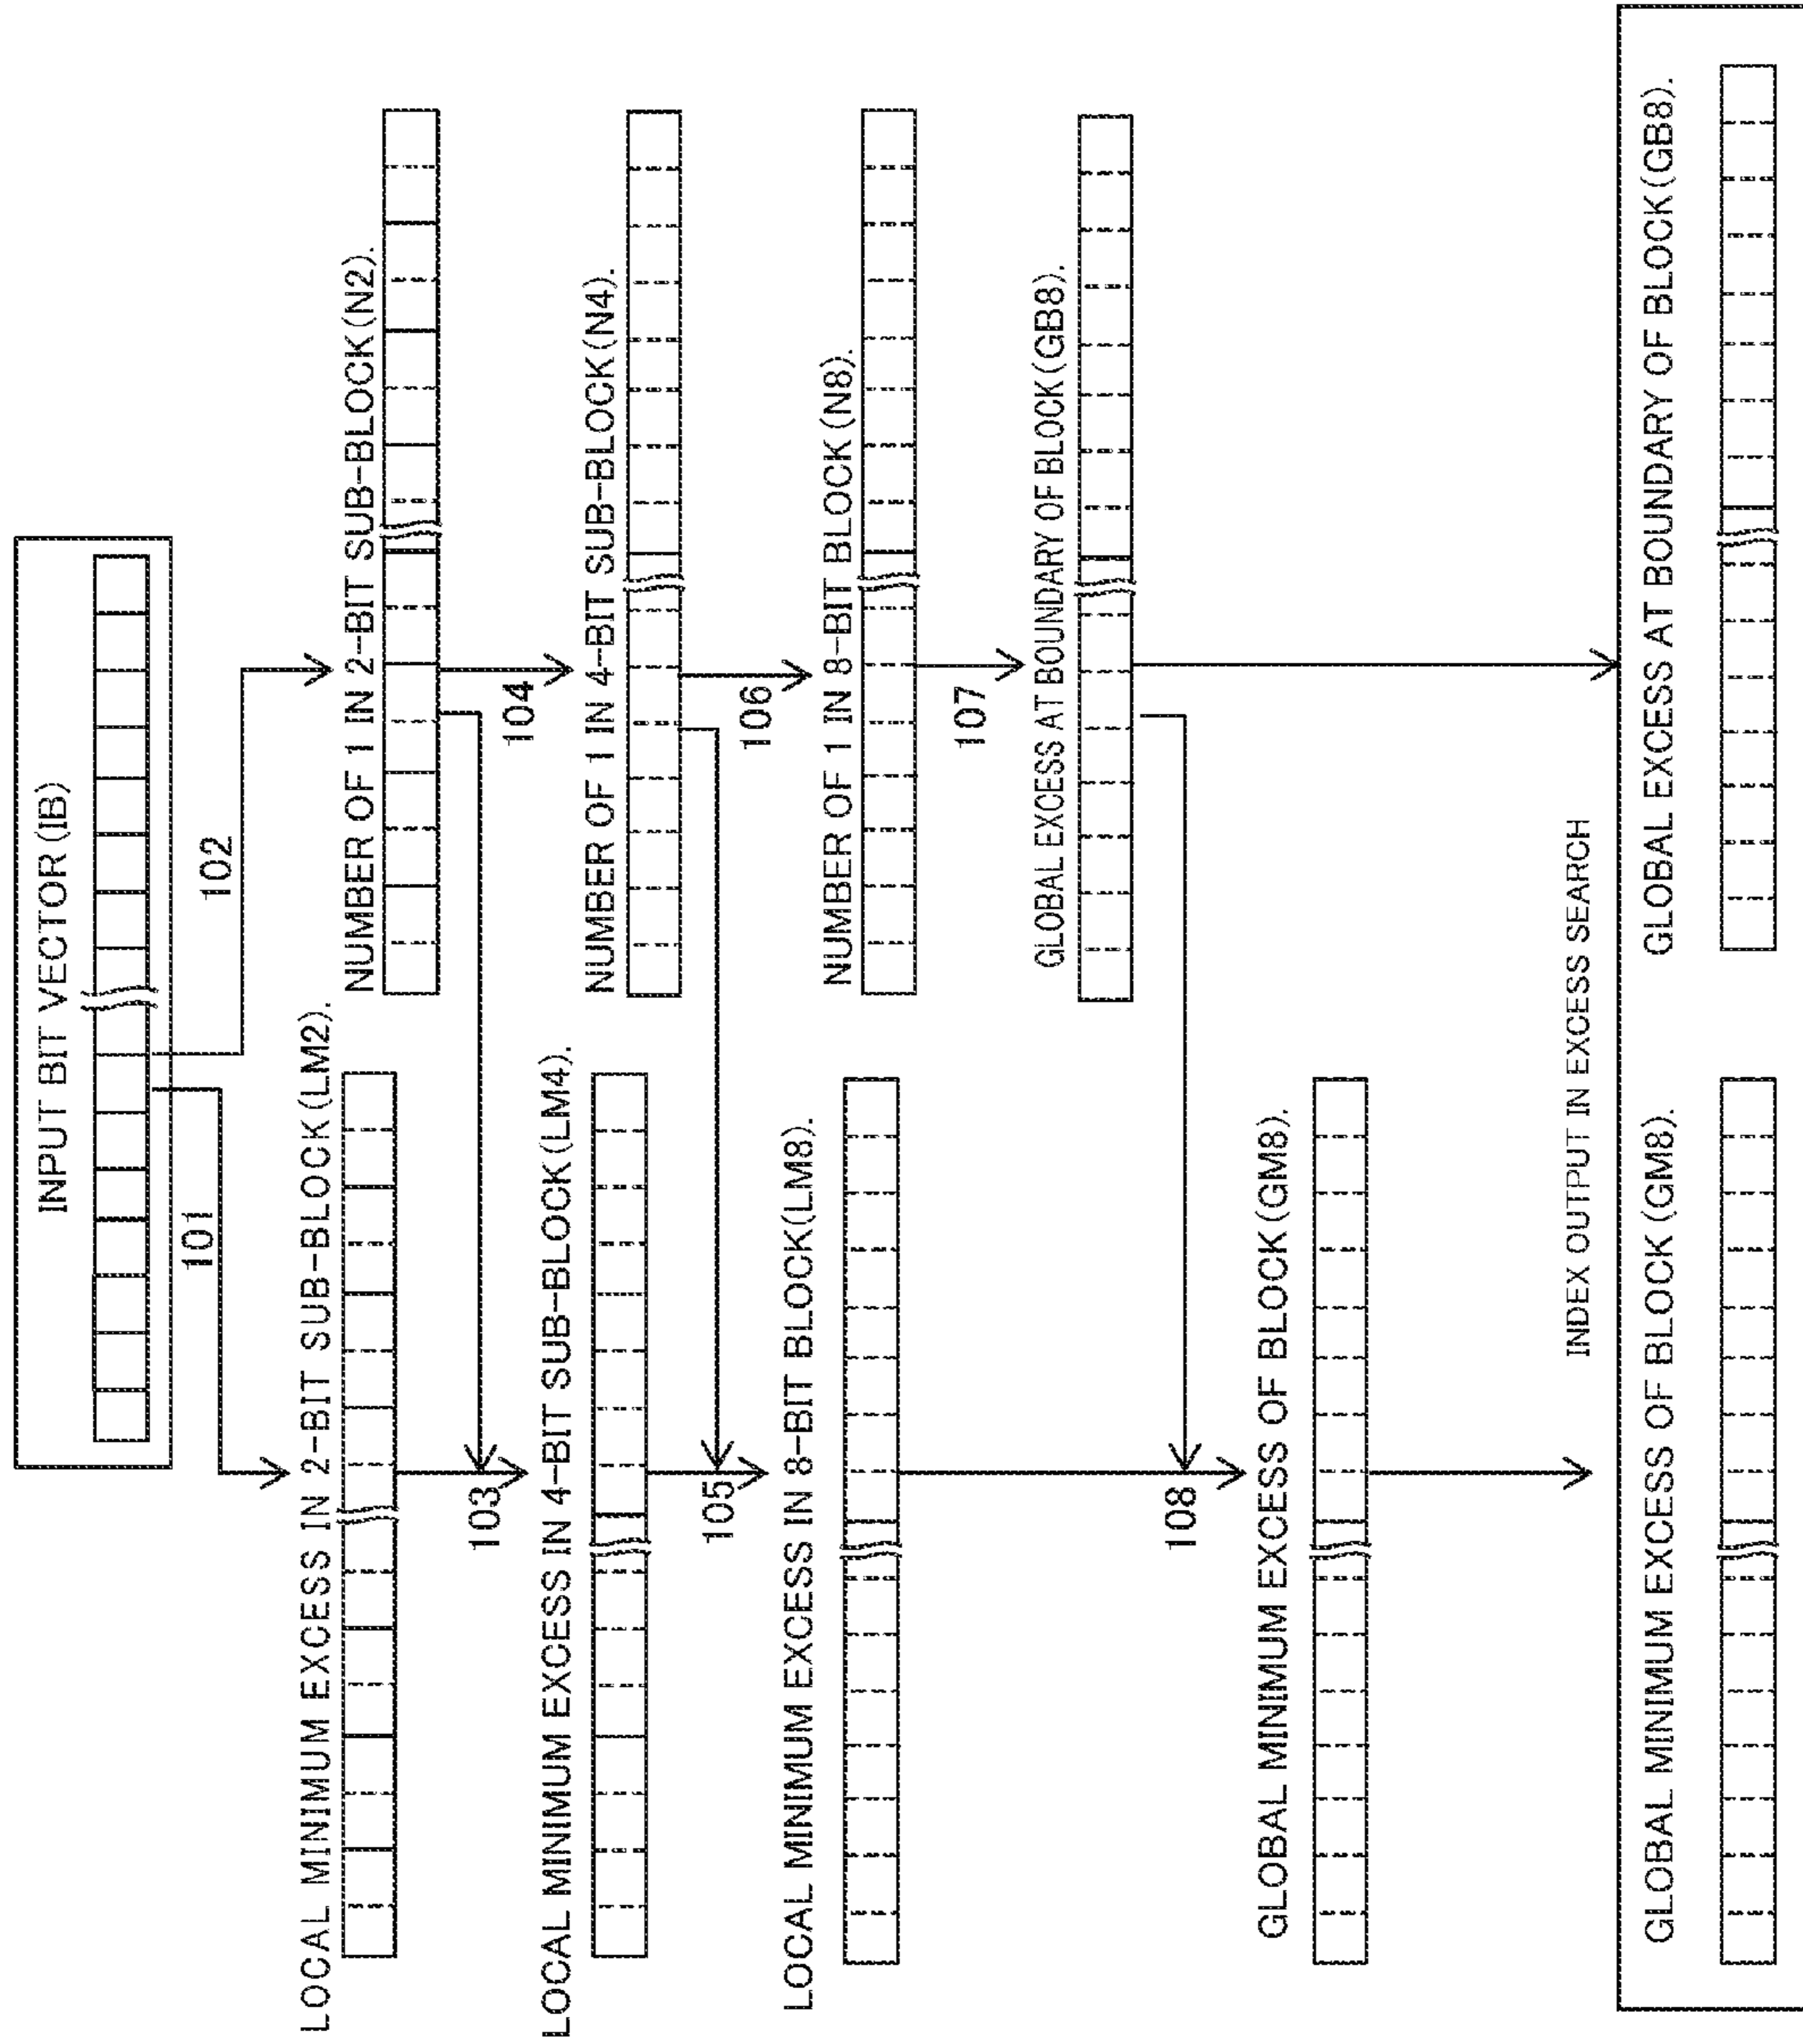 INPUT BIT VECTOR(IB)
101
102
LOCAL MINIMUM EXCESS IN 2-BIT SUB-BLOCK(LM2).
NUMBER OF 1 IN 2-BIT SUB-BLOCK(N2).
103
104
LOCAL MINIMUM EXCESS IN 4-BIT SUB-BLOCK(LM4).
NUMBER OF 1 IN 4-BIT SUB-BLOCK(N4).
105
106
LOCAL MINIMUM EXCESS IN 8-BIT BLOCK(LM8).
NUMBER OF 1 IN 8-BIT BLOCK(N8).
107
GLOBAL EXCESS AT BOUNDARY OF BLOCK(GB8).
108
GLOBAL MINIMUM EXCESS OF BLOCK(GM8).
INDEX OUTPUT IN EXCESS SEARCH
GLOBAL MINIMUM EXCESS OF BLOCK(GM8).
GLOBAL EXCESS AT BOUNDARY OF BLOCK(GB8).